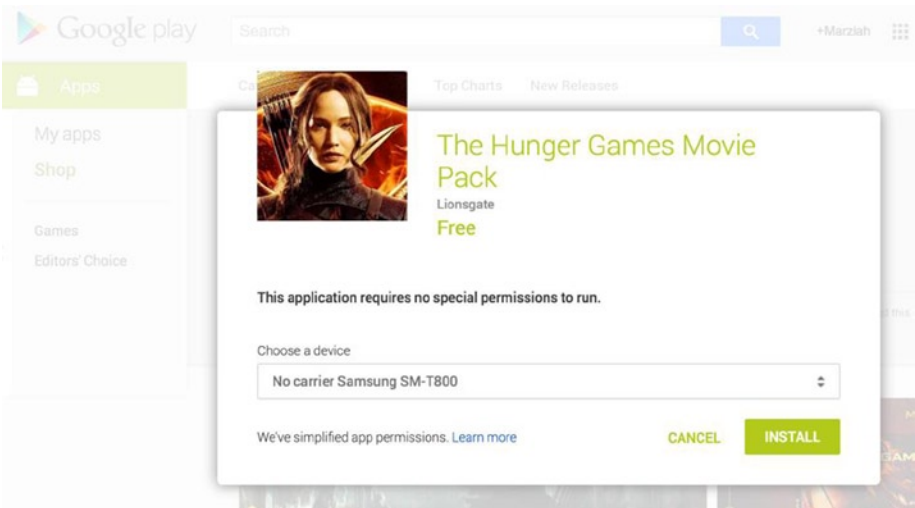 Google play
Search
+Marziah
Apps
Top Charts
New Releases
My apps
Shop
Games
Editors' Choice
The Hunger Games Movie
Pack
Lionsgate
Free
This application requires no special permissions to run.
Choose a device
No carrier Samsung SM-T800
We've simplified app permissions. Learn more
CANCEL
INSTALL